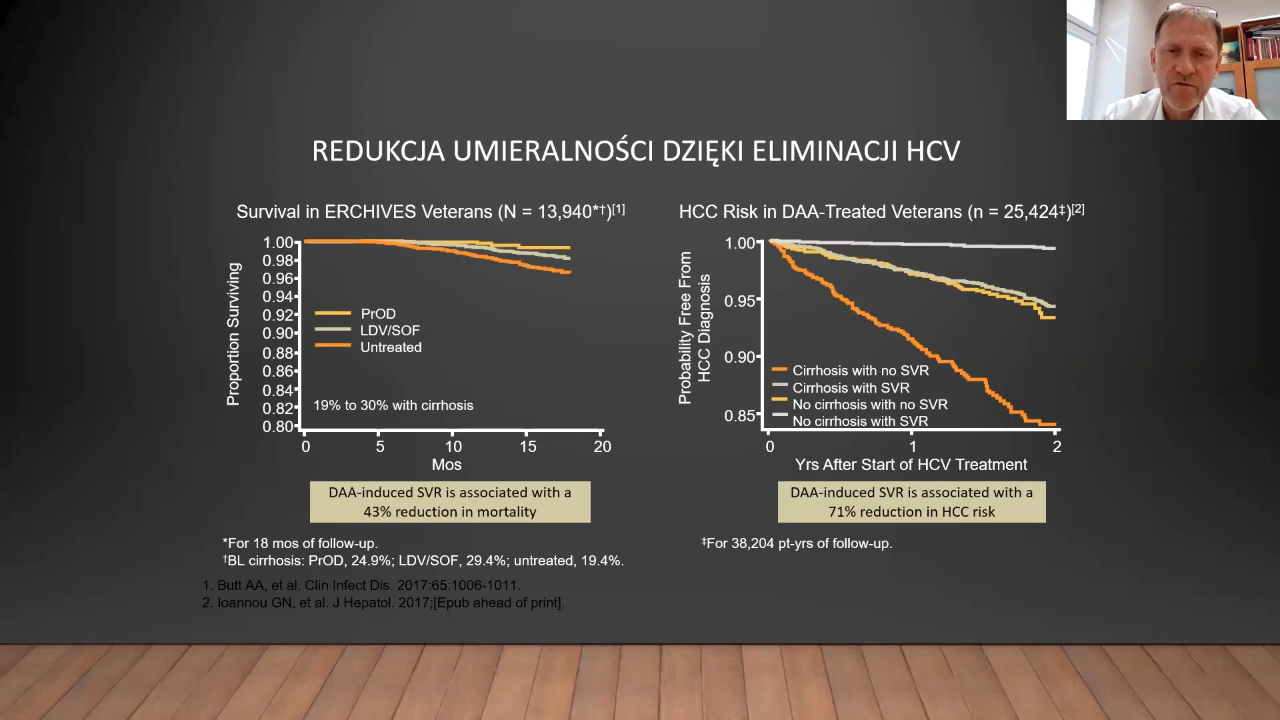 REDUKCJA UMIERALNOŚCI DZIĘKI ELIMINACJI HCV
Survival in ERCHIVES Veterans (N = 13,940*†)[1]
Proportion Surviving
1.00
0.98
0.96
0.94
0.92
0.90
0.88
0.86
0.84
0.82
0.80
PrOD
LDV/SOF
Untreated
19% to 30% with cirrhosis
0 5 10 15 20
Mos
DAA-induced SVR is associated with a
43% reduction in mortality
*For 18 mos of follow-up.
†BL cirrhosis: PrOD, 24.9%; LDV/SOF, 29.4%; untreated, 19.4%.
HCC Risk in DAA-Treated Veterans (n = 25,424‡)[2]
Probability Free From
HCC Diagnosis
1.00
0.95
0.90
0.85
Cirrhosis with no SVR
Cirrhosis with SVR
No cirrhosis with no SVR
No cirrhosis with SVR
0 1 2
Yrs After Start of HCV Treatment
DAA-induced SVR is associated with a
71% reduction in HCC risk
‡For 38,204 pt-yrs of follow-up.
1. Butt AA, et al. Clin Infect Dis. 2017:65:1006-1011.
2. Ioannou GN, et al. J Hepatol. 2017;[Epub ahead of print].